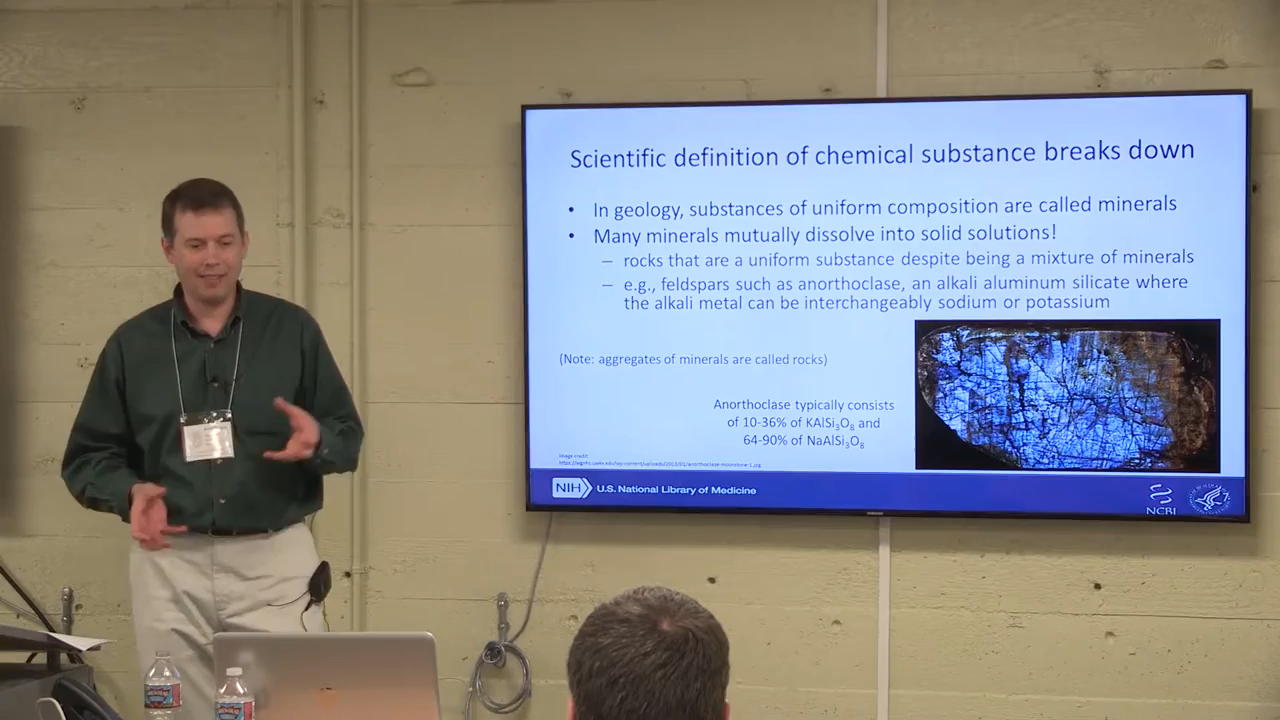 Scientific definition of chemical substance breaks down
• In geology, substances of uniform composition are called minerals
• Many minerals mutually dissolve into solid solutions!
– rocks that are a uniform substance despite being a mixture of minerals
– e.g., feldspars such as anorthoclase, an alkali aluminum silicate where
the alkali metal can be interchangeably sodium or potassium
(Note: aggregates of minerals are called rocks)
Anorthoclase typically consists
of 10-36% of KAlSi₃O₈ and
64-90% of NaAlSi₃O₈
Image credit
NIH U.S. National Library of Medicine
NCBI